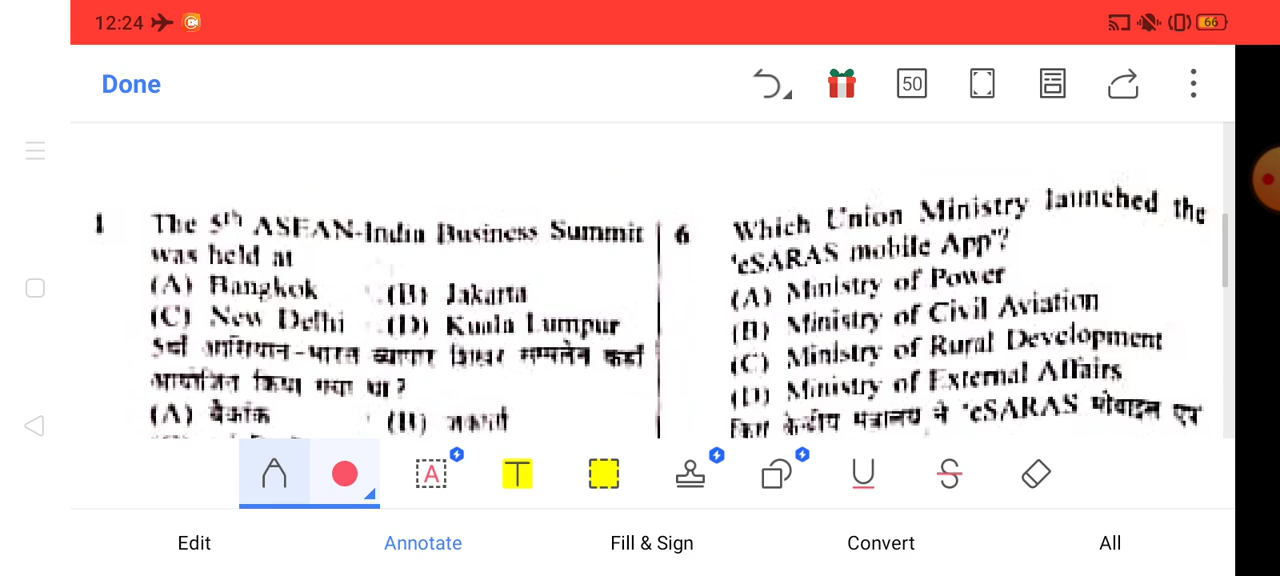 12:24
66
Done
50
1 The 5th ASEAN-India Business Summit
was held at
(A) Bangkok (B) Jakarta
(C) New Delhi (D) Kuala Lumpur
5वाँ आसियान-भारत व्यापार शिखर सम्मलेन कहाँ
आयोजित किया गया था ?
(A) बैंकॉक (B) जकार्ता
6 Which Union Ministry launched the
'eSARAS mobile App'?
(A) Ministry of Power
(B) Ministry of Civil Aviation
(C) Ministry of Rural Development
(D) Ministry of External Affairs
किस केन्द्रीय मंत्रालय ने 'eSARAS मोबाइल एप
A
T
U
S
Edit
Annotate
Fill & Sign
Convert
All